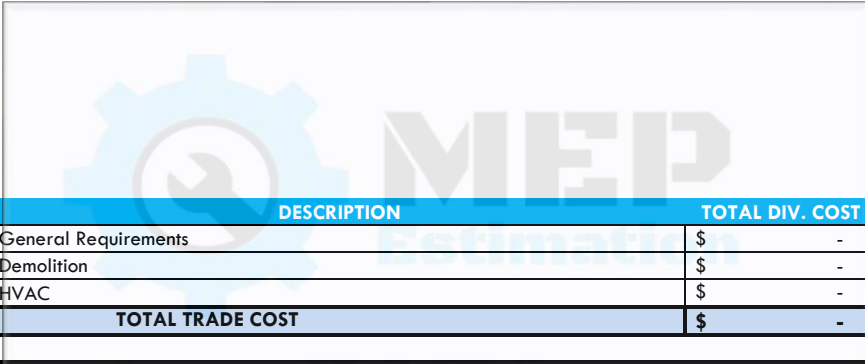 MEP
Estimation
DESCRIPTION TOTAL DIV. COST
General Requirements $ -
Demolition $ -
HVAC $ -
TOTAL TRADE COST $ -